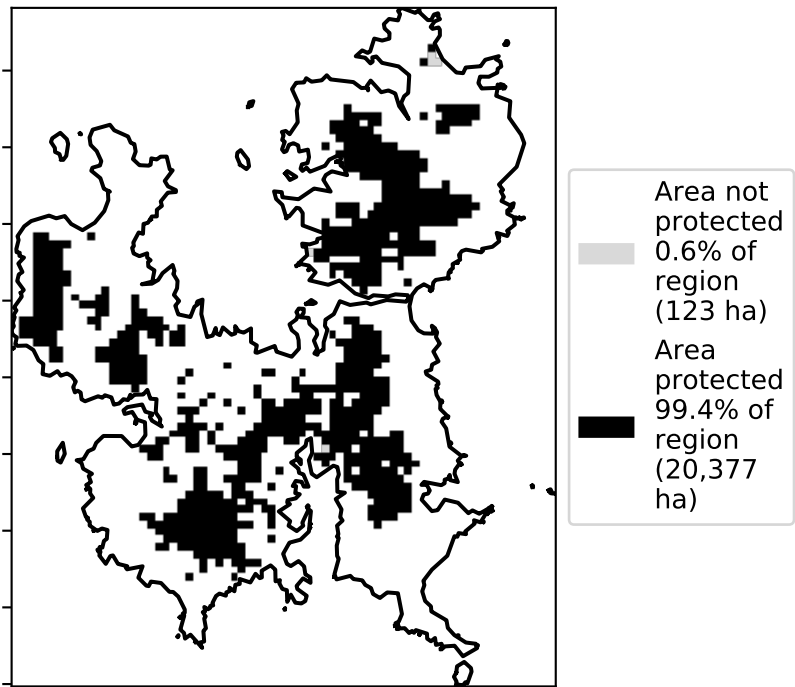 Area not
protected
0.6% of
region
(123 ha)
Area
protected
99.4% of
region
(20,377
ha)